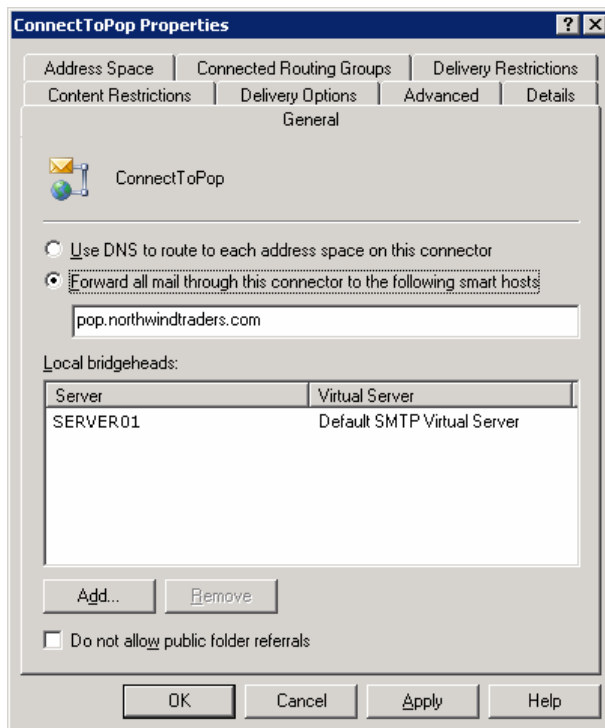 ConnectToPop Properties
Address Space
Connected Routing Groups
Delivery Restrictions
Content Restrictions
Delivery Options
Advanced
Details
General
ConnectToPop
Use DNS to route to each address space on this connector
Forward all mail through this connector to the following smart hosts
pop.northwindtraders.com
Local bridgeheads:
Server
Virtual Server
SERVER01
Default SMTP Virtual Server
Add...
Remove
Do not allow public folder referrals
OK
Cancel
Apply
Help